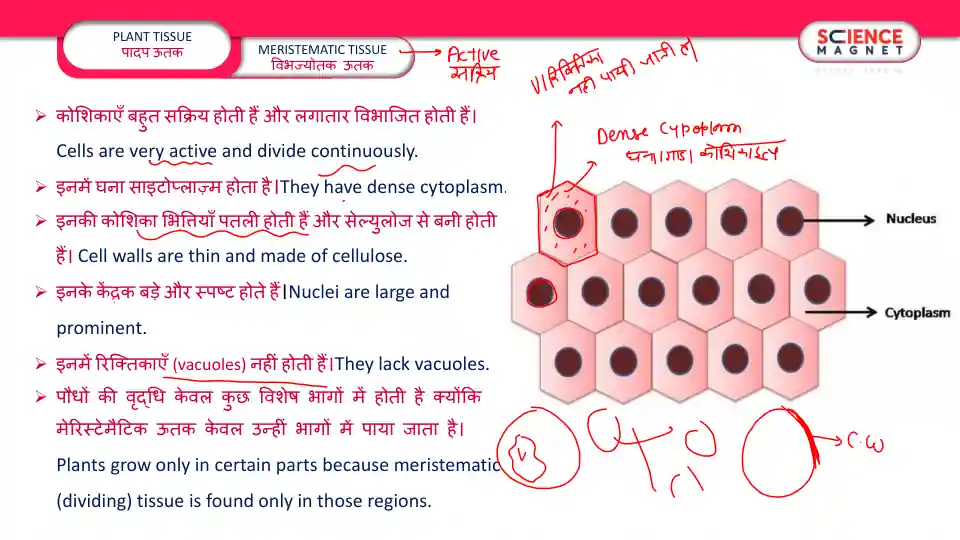 PLANT TISSUE
पादप ऊतक
MERISTEMATIC TISSUE
विभज्योतक ऊतक
Active
सक्रिय
नही पायी जाती है
SCIENCE
MAGNET
Dense Cytoplasm
➢ कोशिकाएँ बहुत सक्रिय होती हैं और लगातार विभाजित होती हैं।
Cells are very active and divide continuously.
➢ इनमें घना साइटोप्लाज़्म होता है।They have dense cytoplasm.
➢ इनकी कोशिका भित्तियाँ पतली होती हैं और सेल्युलोज से बनी होती
हैं। Cell walls are thin and made of cellulose.
➢ इनके केंद्रक बड़े और स्पष्ट होते हैं।Nuclei are large and
prominent.
➢ इनमें रिक्तिकाएँ (vacuoles) नहीं होती हैं।They lack vacuoles.
➢ पौधों की वृद्धि केवल कुछ विशेष भागों में होती है क्योंकि
मेरिस्टेमैटिक ऊतक केवल उन्हीं भागों में पाया जाता है।
Plants grow only in certain parts because meristematic
(dividing) tissue is found only in those regions.
Nucleus
Cytoplasm
V
C.W